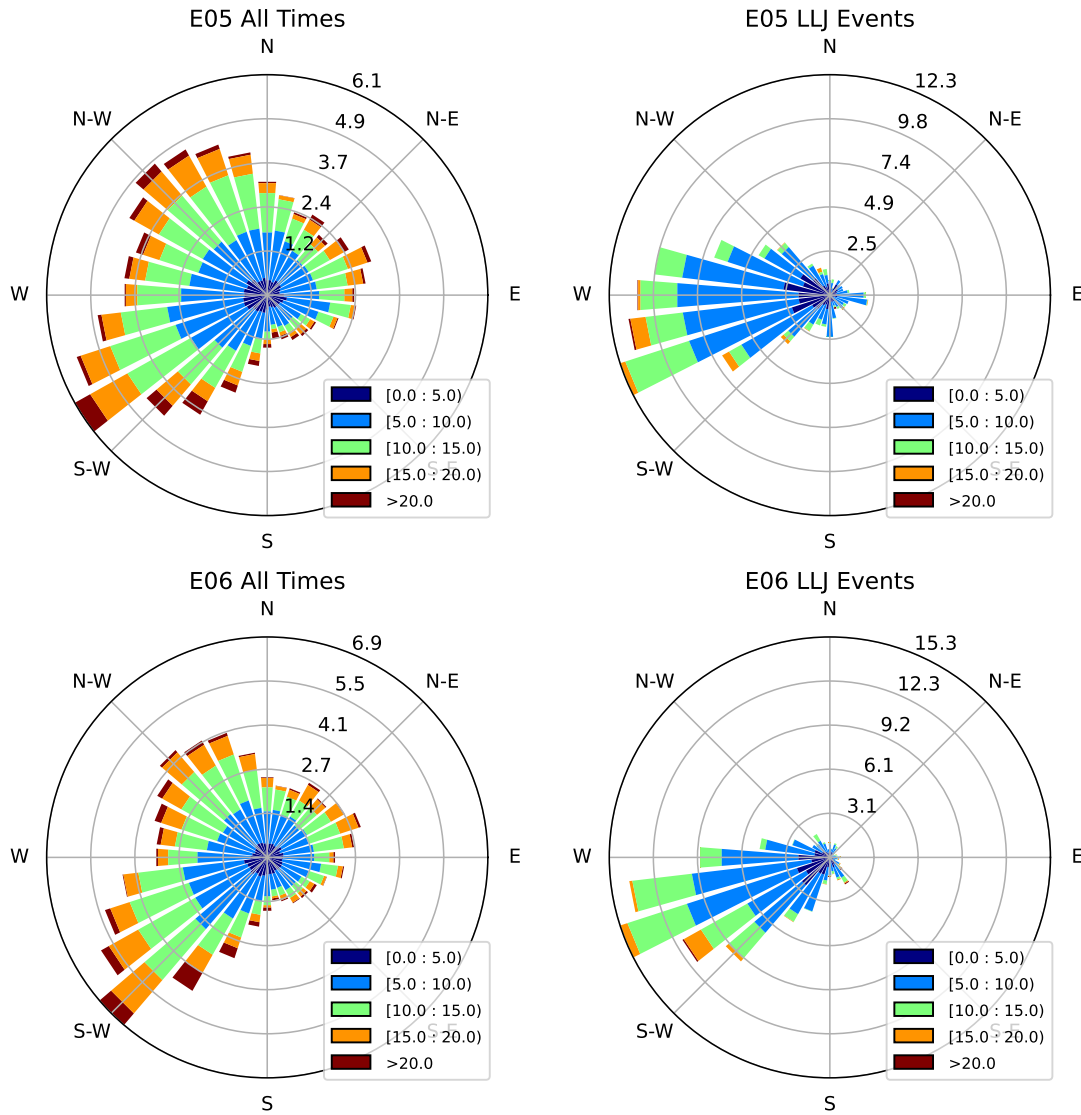 E05 All Times
N
6.1
N-W
4.9
N-E
3.7
2.4
1.2
W
E
S-W
S-E
S
[0.0 : 5.0)
[5.0 : 10.0)
[10.0 : 15.0)
[15.0 : 20.0)
>20.0
E05 LLJ Events
N
12.3
N-W
9.8
N-E
7.4
4.9
2.5
W
E
S-W
S-E
S
[0.0 : 5.0)
[5.0 : 10.0)
[10.0 : 15.0)
[15.0 : 20.0)
>20.0
E06 All Times
N
6.9
N-W
5.5
N-E
4.1
2.7
1.4
W
E
S-W
S-E
S
[0.0 : 5.0)
[5.0 : 10.0)
[10.0 : 15.0)
[15.0 : 20.0)
>20.0
E06 LLJ Events
N
15.3
N-W
12.3
N-E
9.2
6.1
3.1
W
E
S-W
S-E
S
[0.0 : 5.0)
[5.0 : 10.0)
[10.0 : 15.0)
[15.0 : 20.0)
>20.0